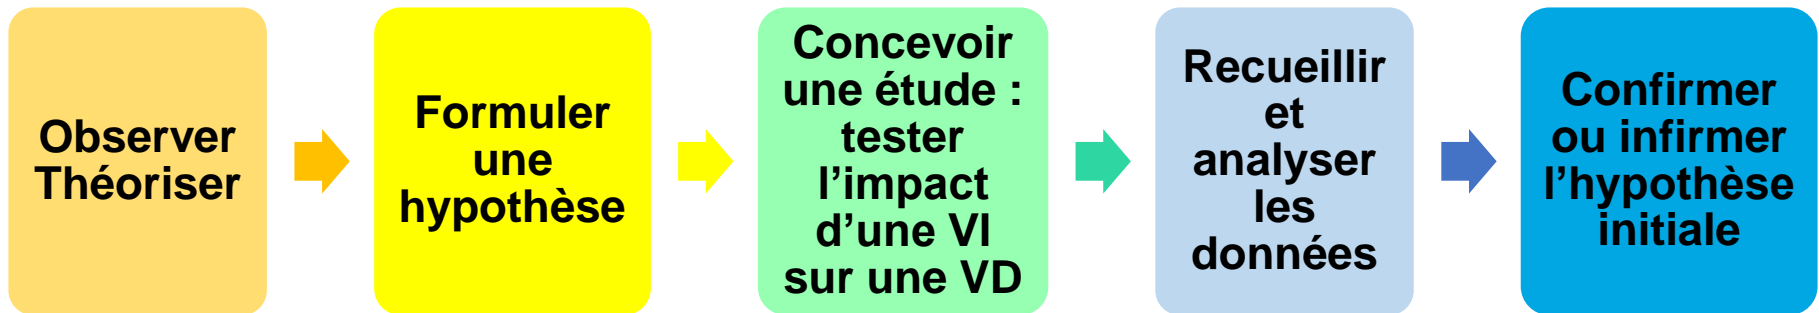 Observer
Théoriser
Formuler
une
hypothèse
Concevoir
une étude :
tester
l’impact
d’une VI
sur une VD
Recueillir
et
analyser
les
données
Confirmer
ou infirmer
l’hypothèse
initiale